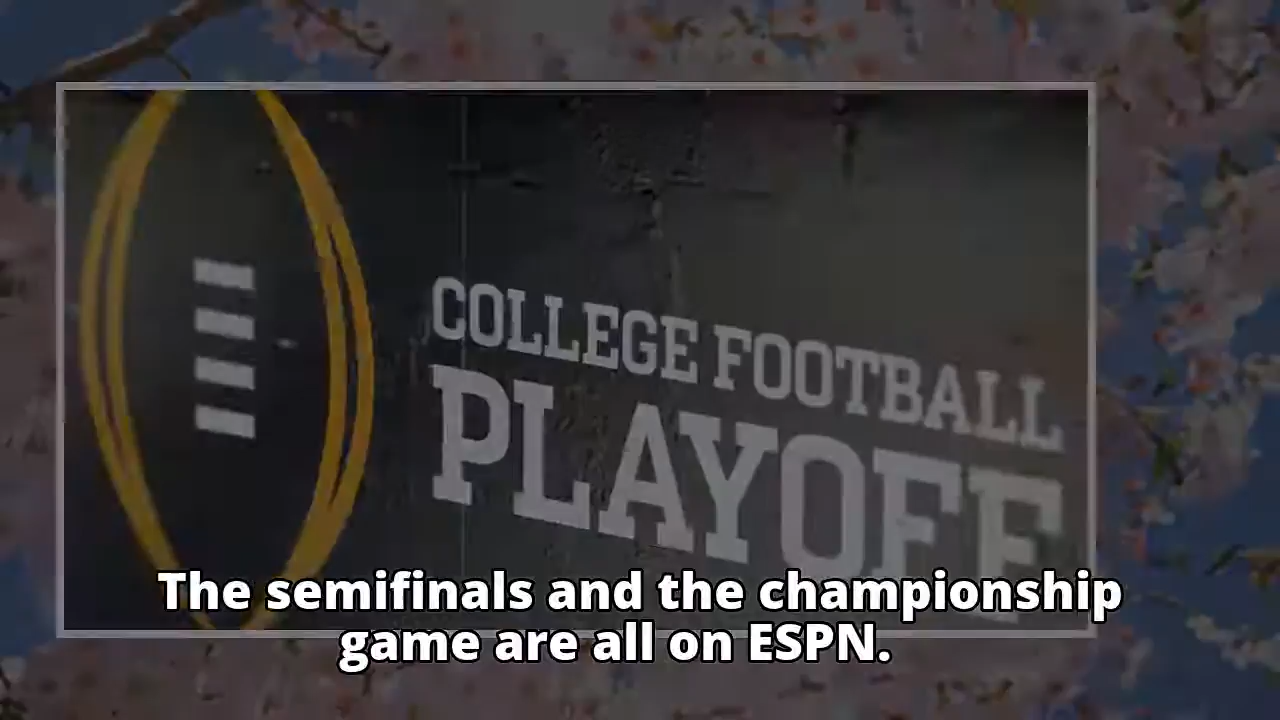 COLLEGE FOOTBALL
PLAYOFF
The semifinals and the championship
game are all on ESPN.